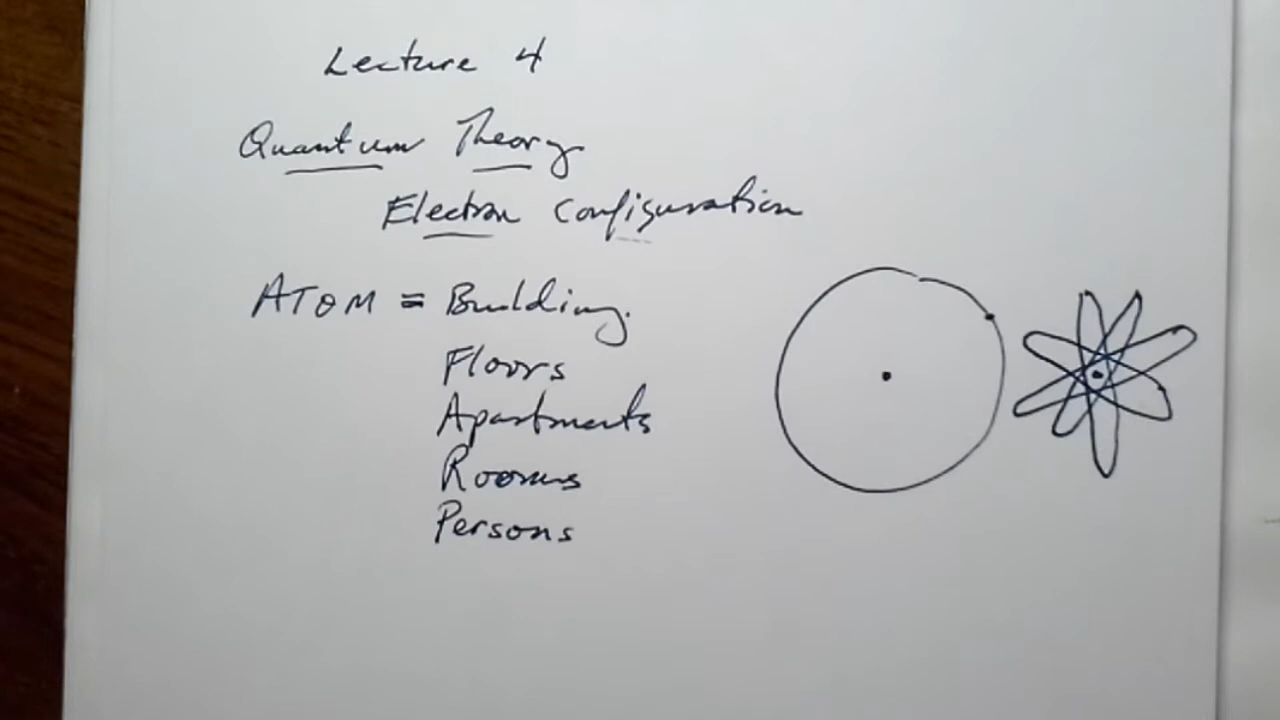 Lecture 4
Quantum Theory
Electron Configuration
ATOM = Building.
Floors
Apartments
Rooms
Persons